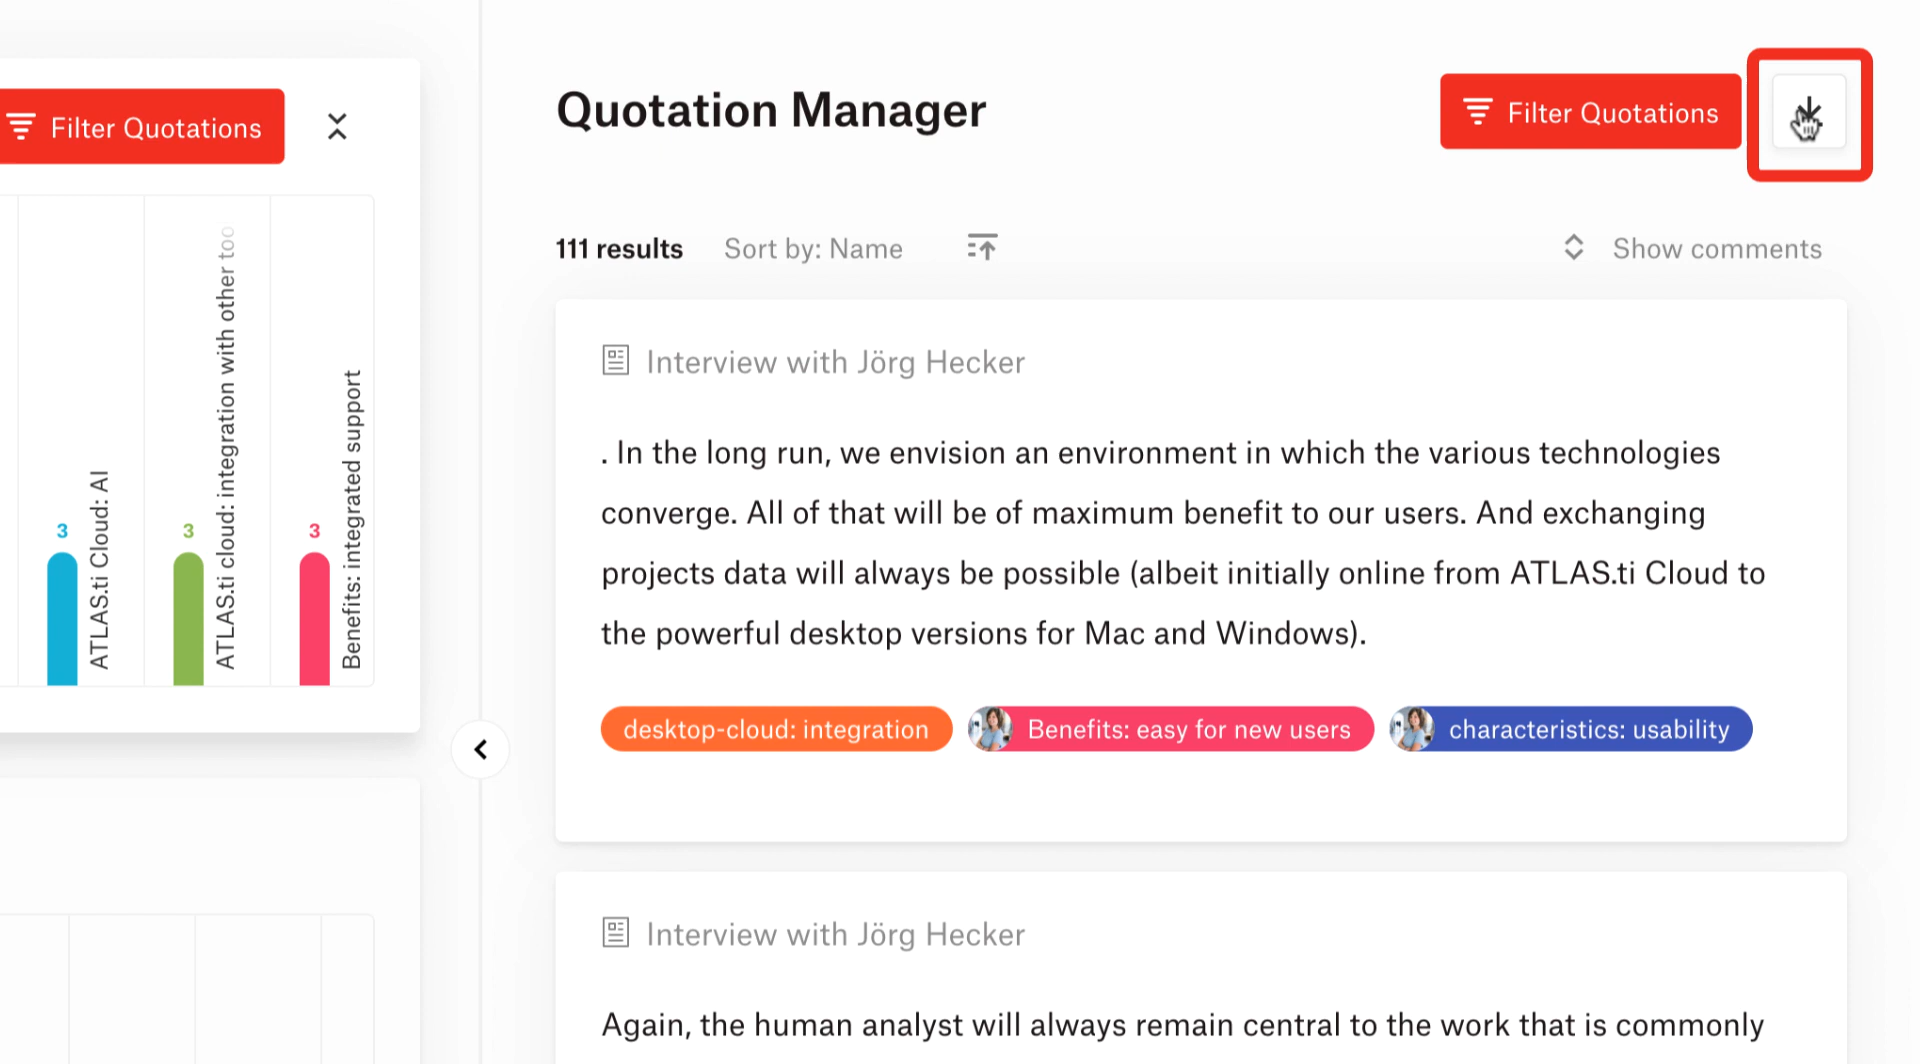 Filter Quotations
3
ATLAS.ti Cloud: AI
3
ATLAS.ti cloud: integration with other too
3
Benefits: integrated support
Quotation Manager
Filter Quotations
111 results
Sort by: Name
Show comments
Interview with Jörg Hecker
. In the long run, we envision an environment in which the various technologies
converge. All of that will be of maximum benefit to our users. And exchanging
projects data will always be possible (albeit initially online from ATLAS.ti Cloud to
the powerful desktop versions for Mac and Windows).
desktop-cloud: integration
Benefits: easy for new users
characteristics: usability
Interview with Jörg Hecker
Again, the human analyst will always remain central to the work that is commonly